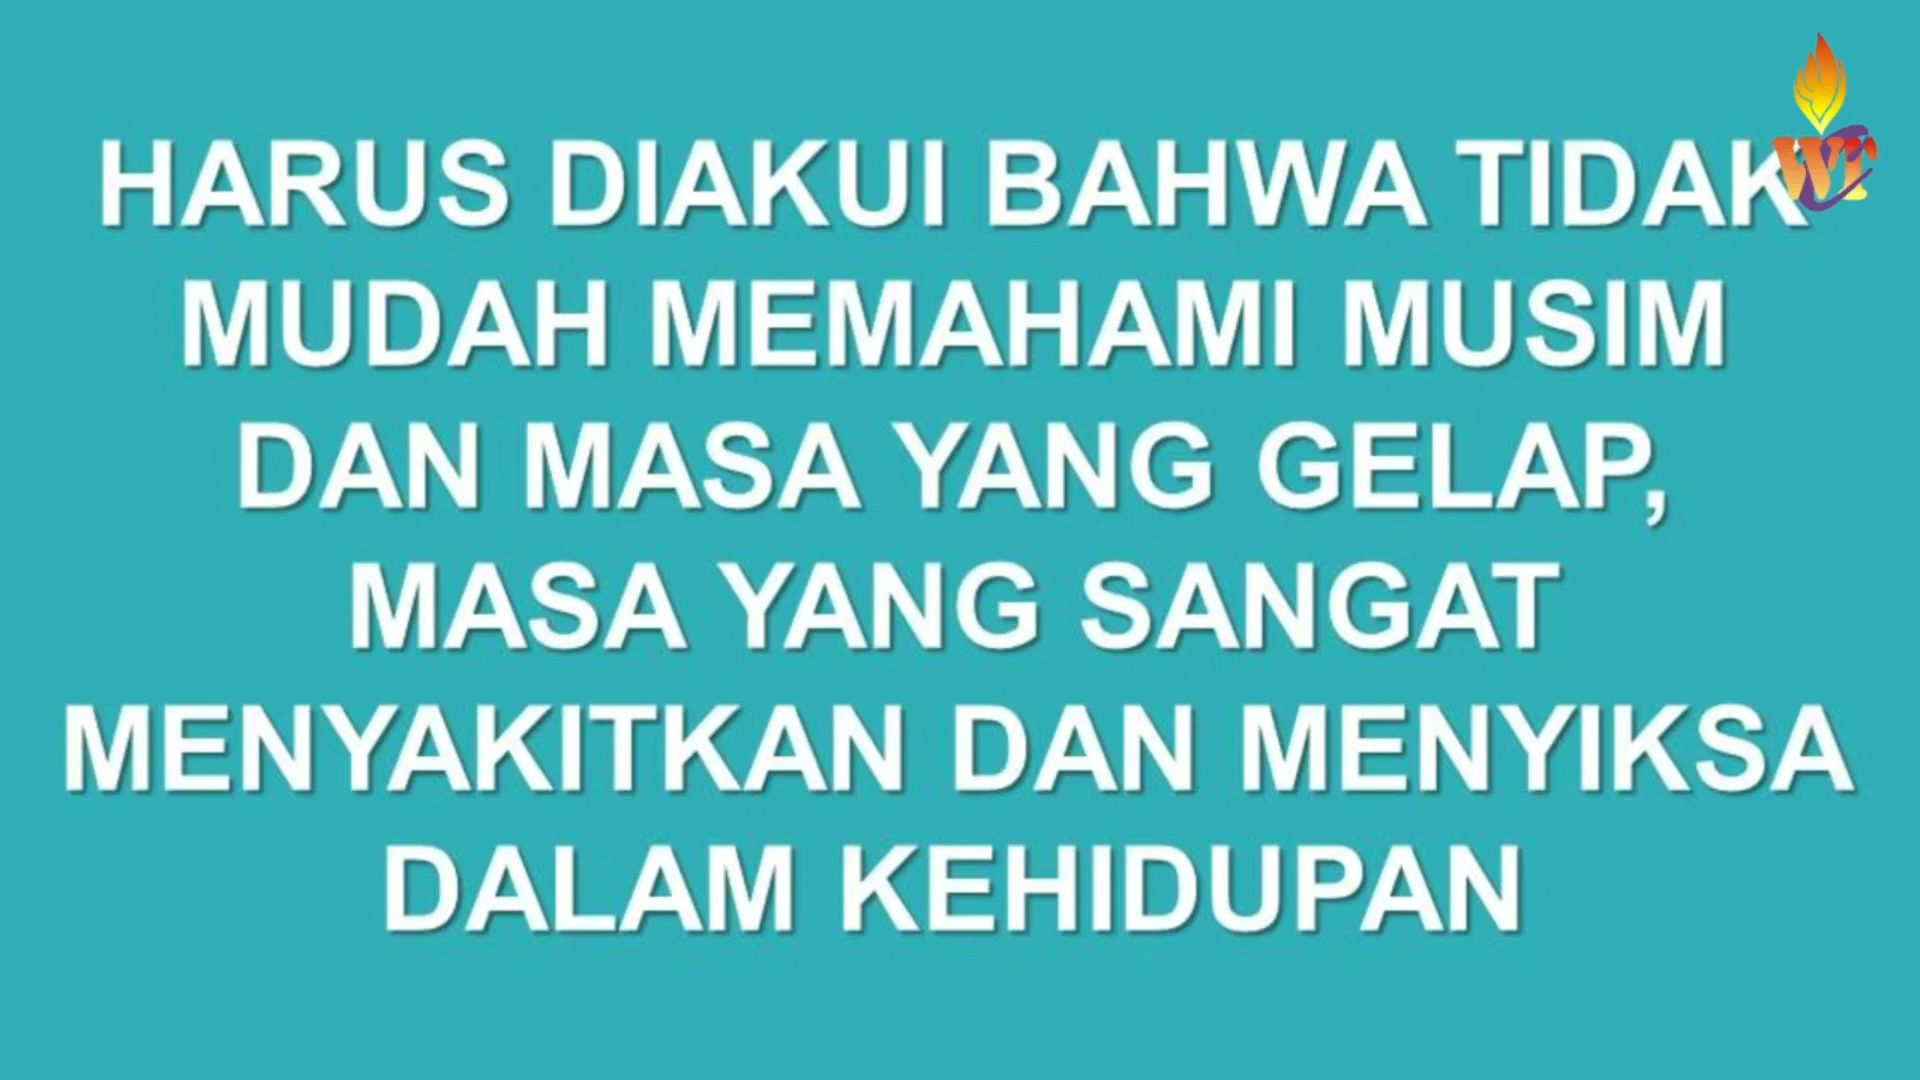 HARUS DIAKUI BAHWA TIDAK
MUDAH MEMAHAMI MUSIM
DAN MASA YANG GELAP,
MASA YANG SANGAT
MENYAKITKAN DAN MENYIKSA
DALAM KEHIDUPAN